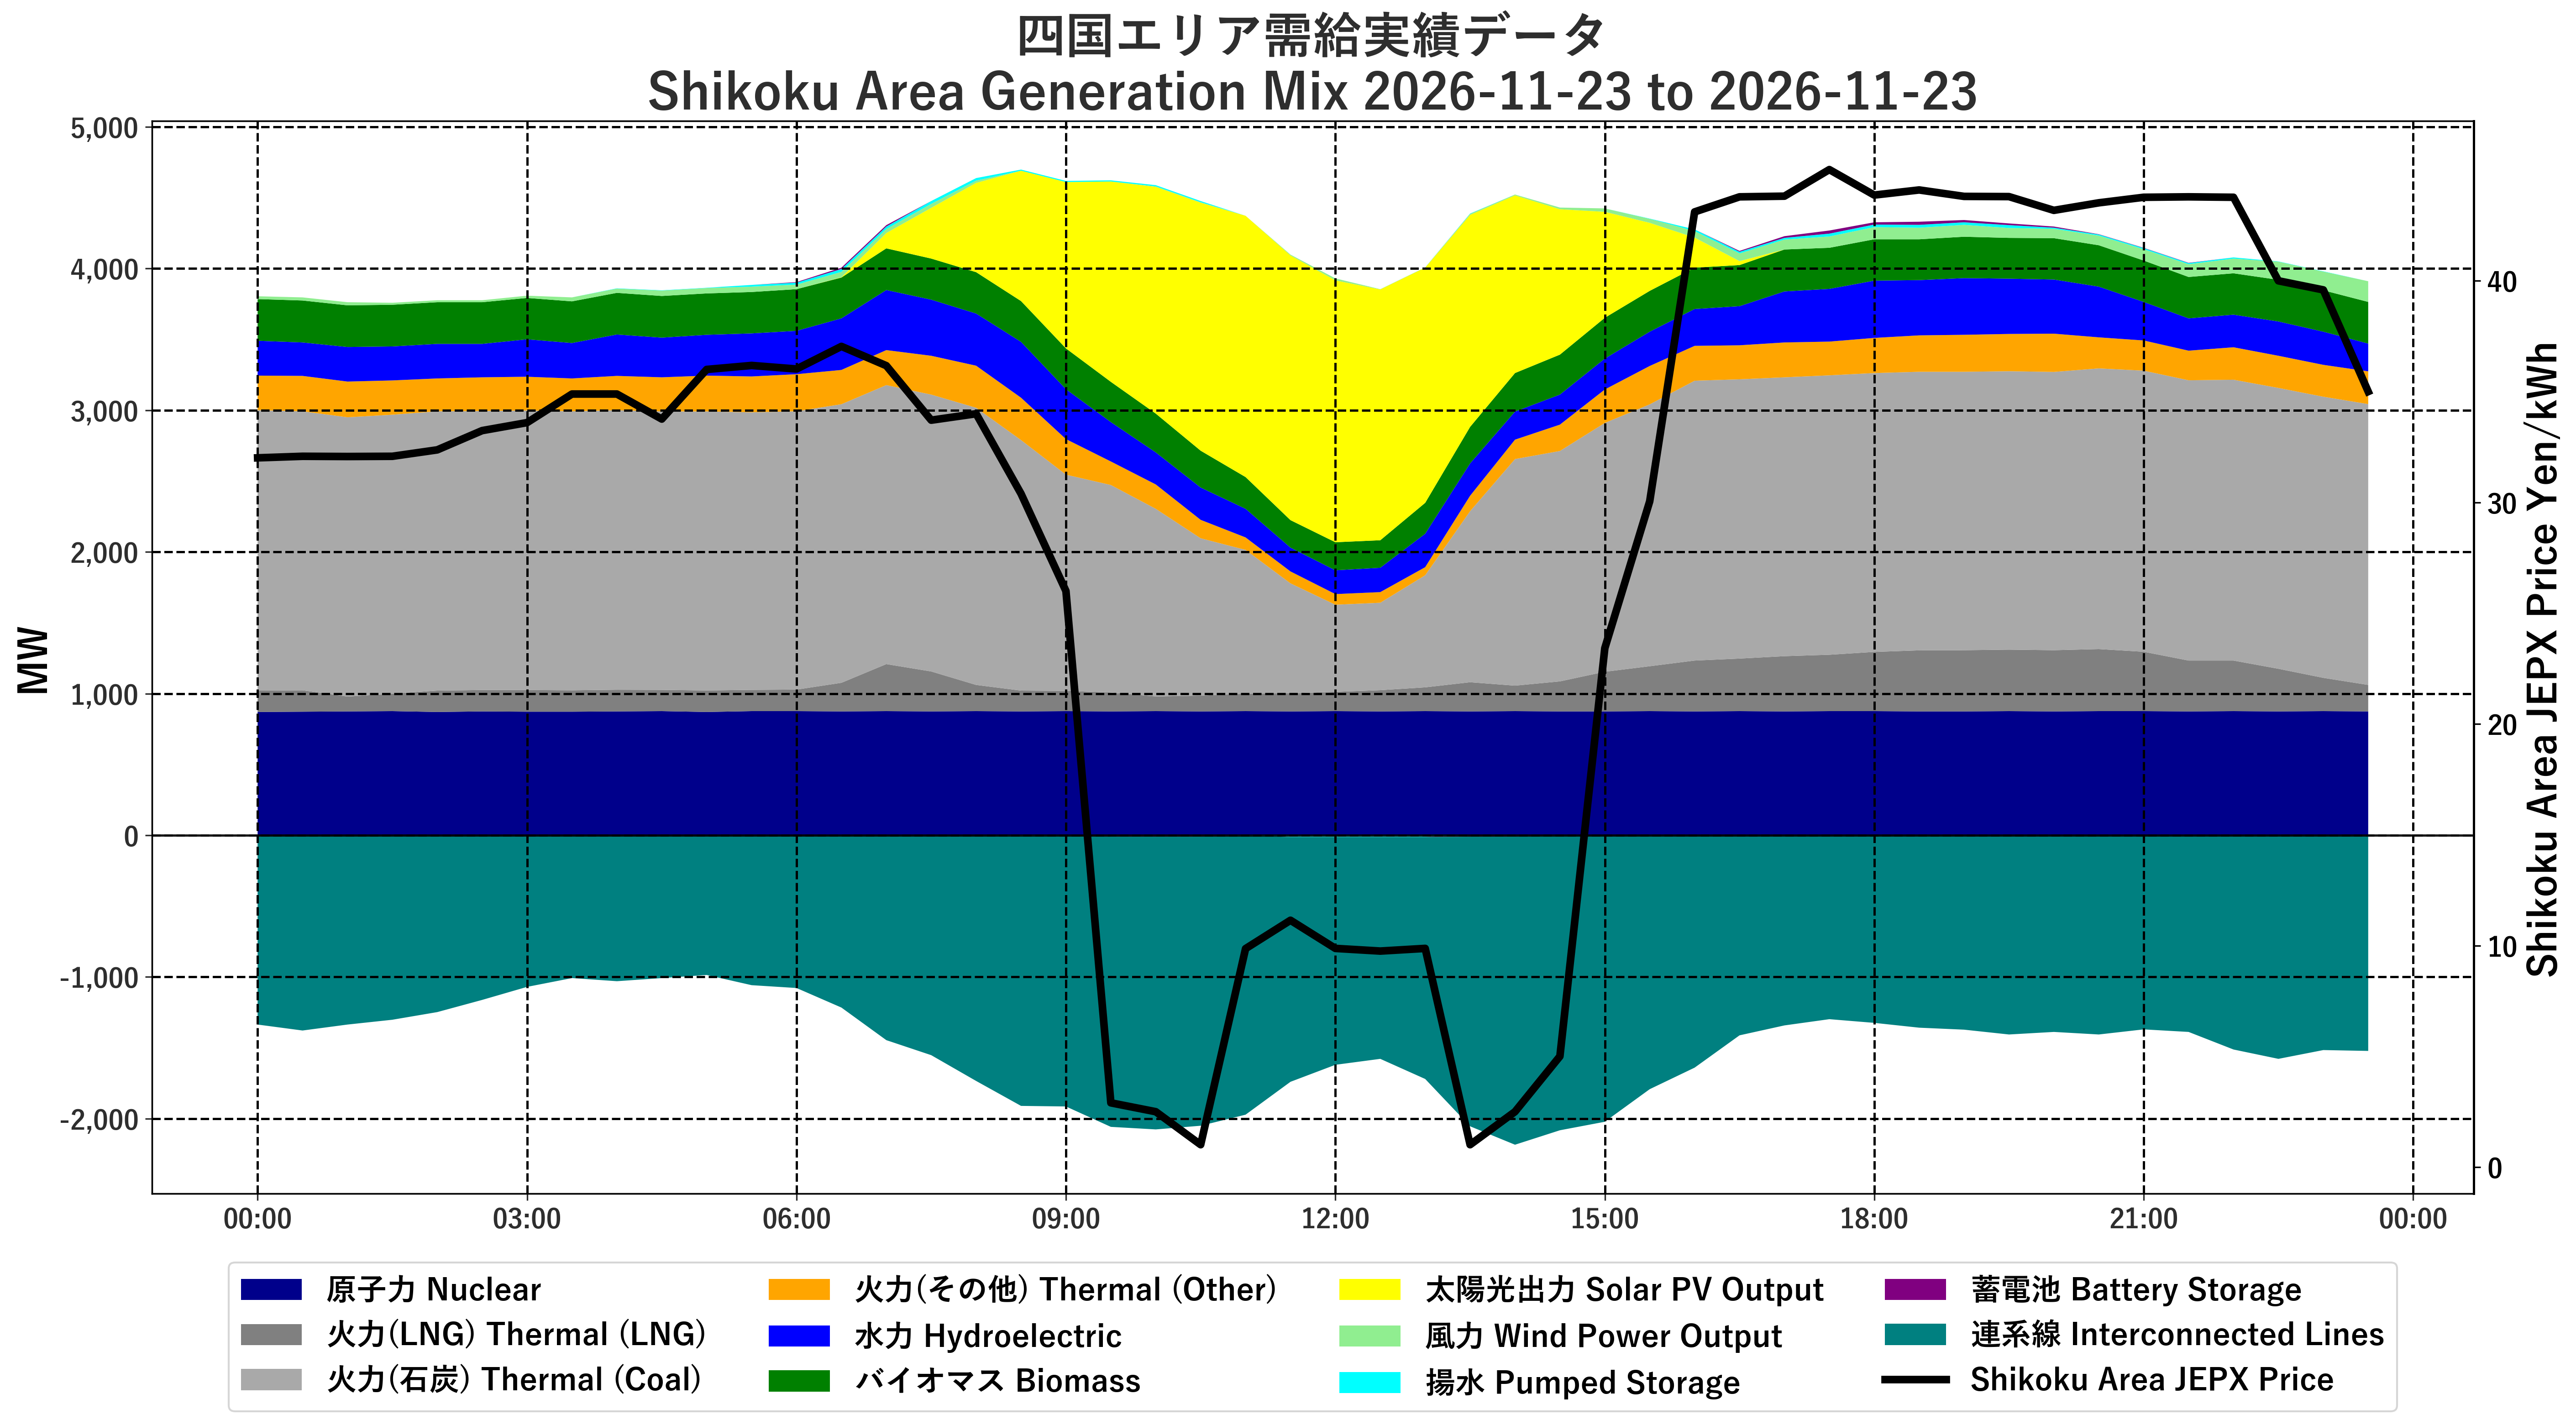 四国エリア需給実績データ
Shikoku Area Generation Mix 2026-11-23 to 2026-11-23
MW
5,000
4,000
3,000
2,000
1,000
0
-1,000
-2,000
40
30
20
10
0
Shikoku Area JEPX Price Yen/kWh
00:00 03:00 06:00 09:00 12:00 15:00 18:00 21:00 00:00
原子力 Nuclear
火力(LNG) Thermal (LNG)
火力(石炭) Thermal (Coal)
火力(その他) Thermal (Other)
水力 Hydroelectric
バイオマス Biomass
太陽光出力 Solar PV Output
風力 Wind Power Output
揚水 Pumped Storage
蓄電池 Battery Storage
連系線 Interconnected Lines
Shikoku Area JEPX Price